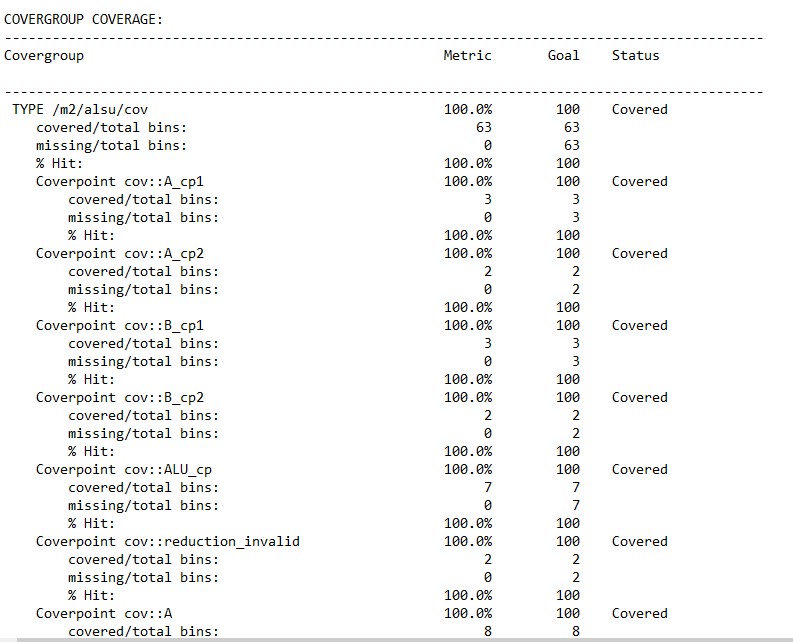 COVERGROUP COVERAGE:
----------------------------------------------------------------------------------------------
Covergroup Metric Goal Status
----------------------------------------------------------------------------------------------
TYPE /m2/alsu/cov 100.0% 100 Covered
covered/total bins: 63 63
missing/total bins: 0 63
% Hit: 100.0% 100
Coverpoint cov::A_cp1 100.0% 100 Covered
covered/total bins: 3 3
missing/total bins: 0 3
% Hit: 100.0% 100
Coverpoint cov::A_cp2 100.0% 100 Covered
covered/total bins: 2 2
missing/total bins: 0 2
% Hit: 100.0% 100
Coverpoint cov::B_cp1 100.0% 100 Covered
covered/total bins: 3 3
missing/total bins: 0 3
% Hit: 100.0% 100
Coverpoint cov::B_cp2 100.0% 100 Covered
covered/total bins: 2 2
missing/total bins: 0 2
% Hit: 100.0% 100
Coverpoint cov::ALU_cp 100.0% 100 Covered
covered/total bins: 7 7
missing/total bins: 0 7
% Hit: 100.0% 100
Coverpoint cov::reduction_invalid 100.0% 100 Covered
covered/total bins: 2 2
missing/total bins: 0 2
% Hit: 100.0% 100
Coverpoint cov::A 100.0% 100 Covered
covered/total bins: 8 8